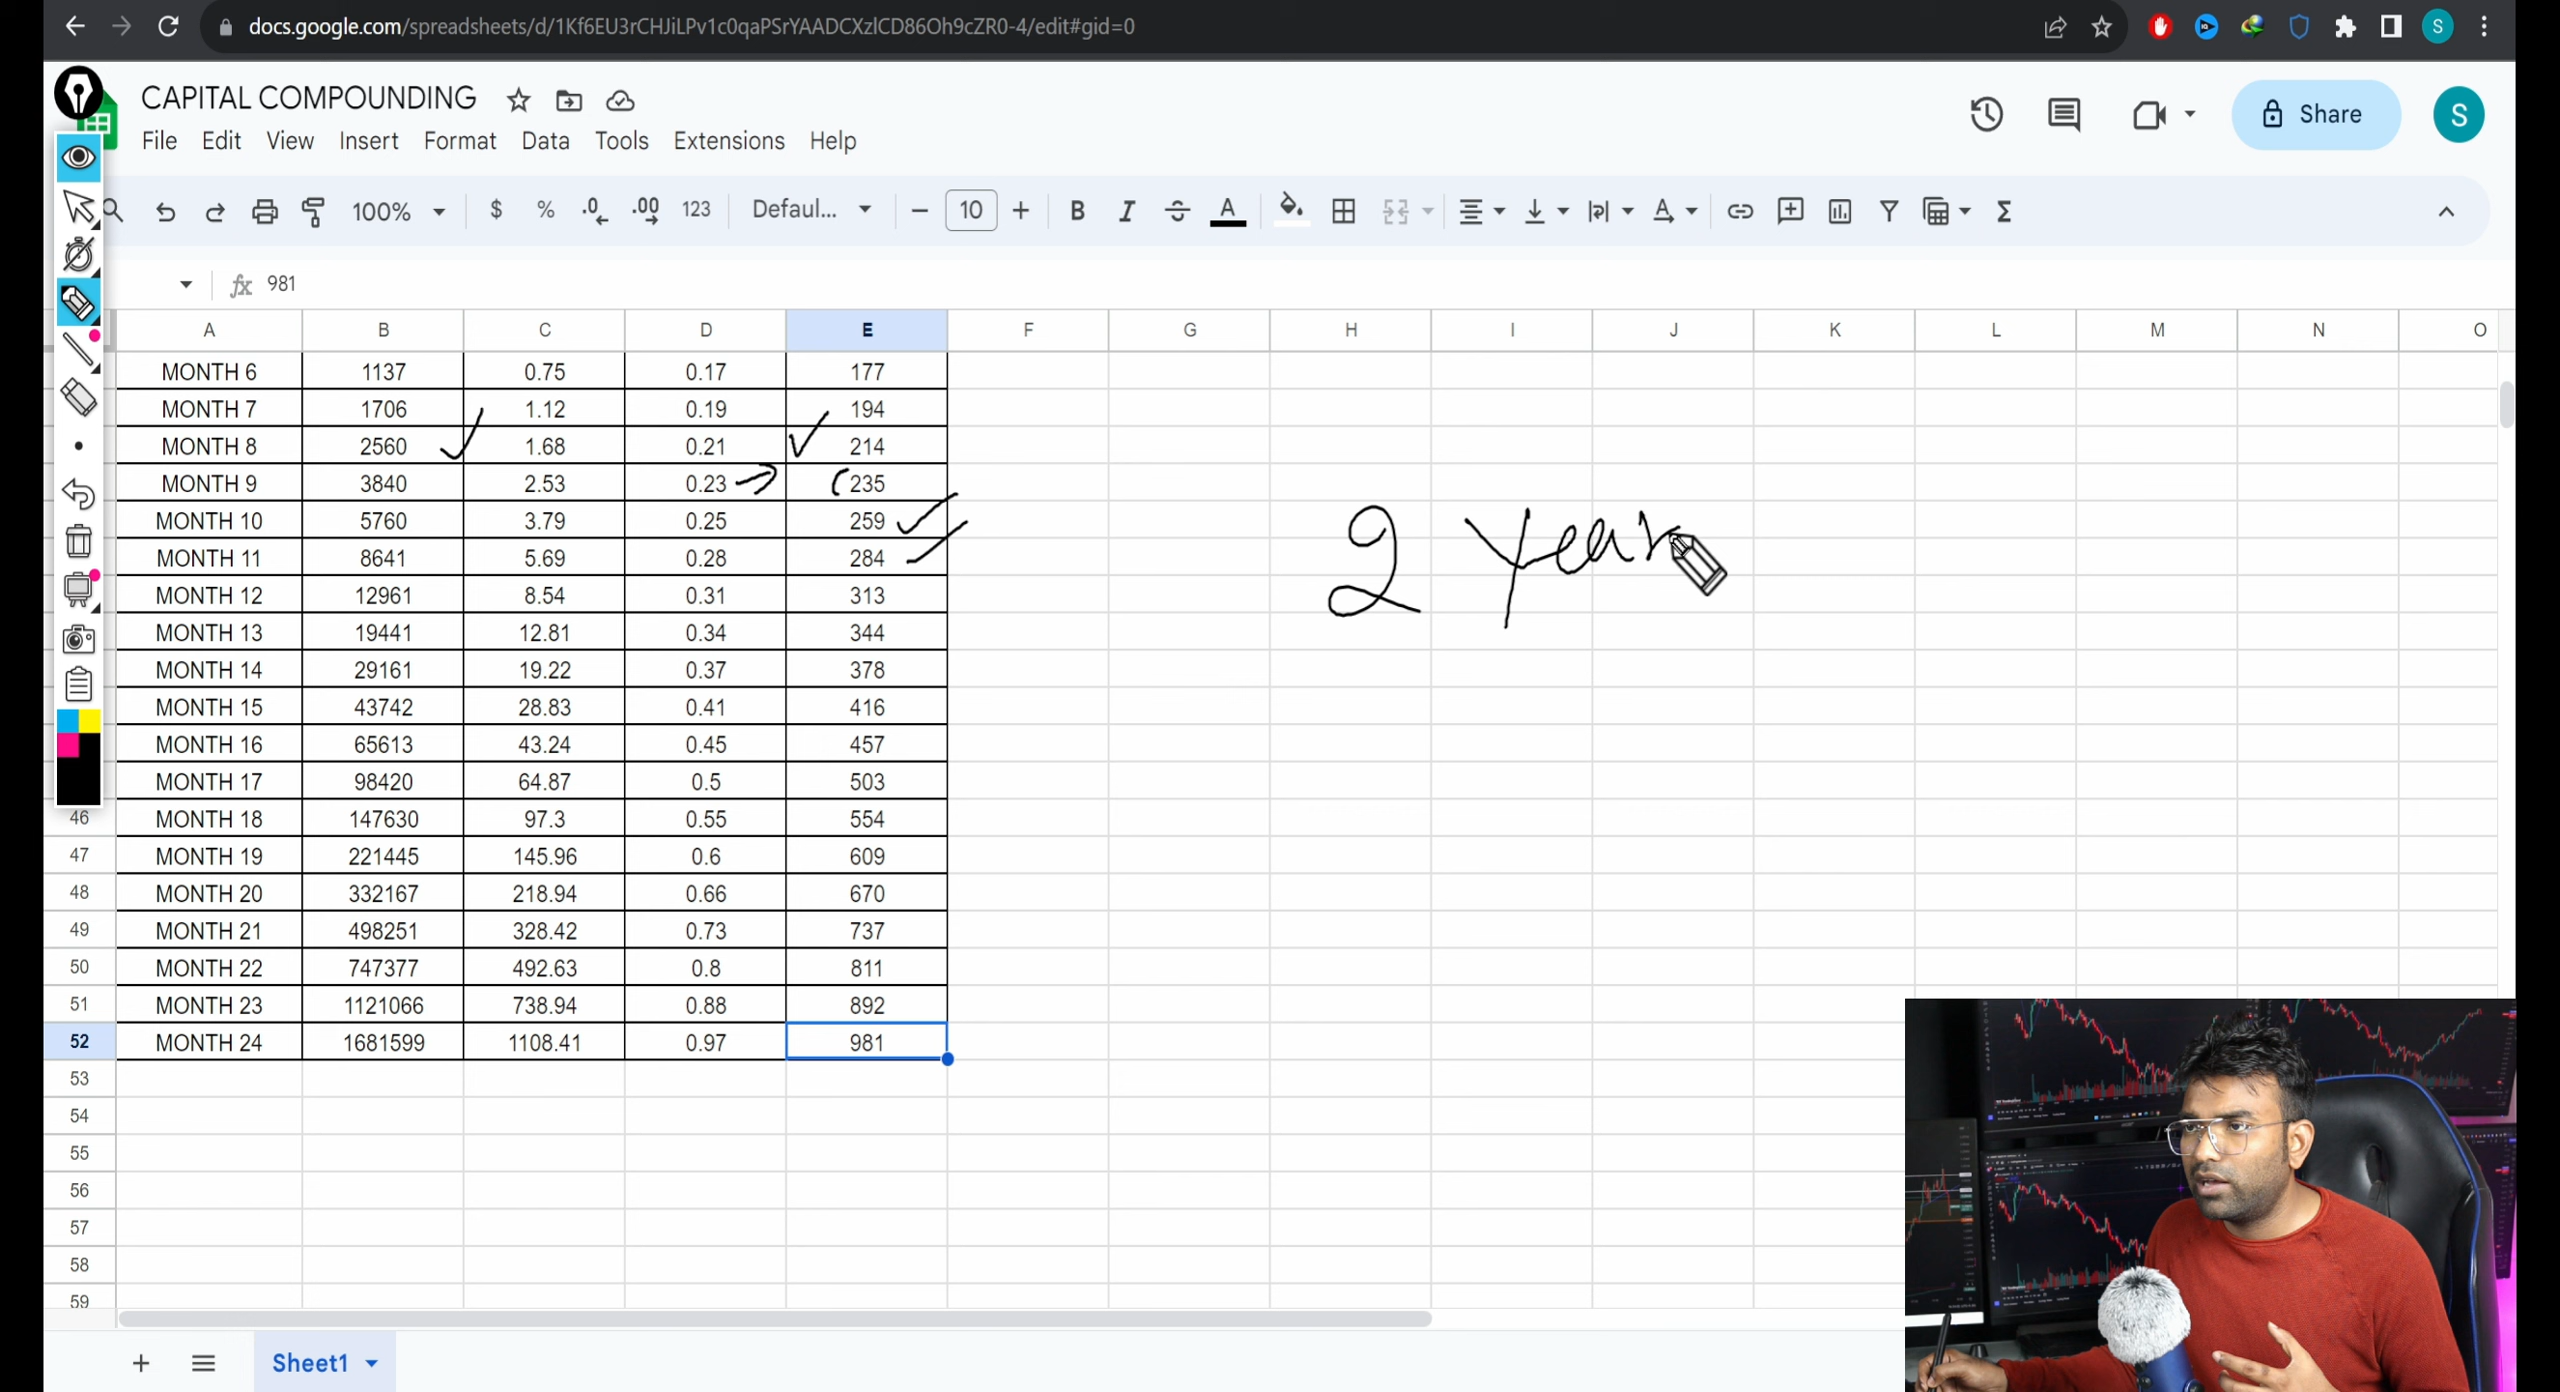 docs.google.com/spreadsheets/d/1Kf6EU3rCHJiLPv1c0qaPSrYAADCXzlCD86Oh9cZR0-4/edit#gid=0
S
CAPITAL COMPOUNDING
File Edit View Insert Format Data Tools Extensions Help
Share
S
100% $ % .0 .00 123 Defaul... - 10 + B I S A Σ
fx 981
A B C D E F G H I J K L M N O
MONTH 6 1137 0.75 0.17 177
MONTH 7 1706 1.12 0.19 194
MONTH 8 2560 1.68 0.21 214
MONTH 9 3840 2.53 0.23 235
MONTH 10 5760 3.79 0.25 259
MONTH 11 8641 5.69 0.28 284
2 Year
MONTH 12 12961 8.54 0.31 313
MONTH 13 19441 12.81 0.34 344
MONTH 14 29161 19.22 0.37 378
MONTH 15 43742 28.83 0.41 416
MONTH 16 65613 43.24 0.45 457
MONTH 17 98420 64.87 0.5 503
46 MONTH 18 147630 97.3 0.55 554
47 MONTH 19 221445 145.96 0.6 609
48 MONTH 20 332167 218.94 0.66 670
49 MONTH 21 498251 328.42 0.73 737
50 MONTH 22 747377 492.63 0.8 811
51 MONTH 23 1121066 738.94 0.88 892
52 MONTH 24 1681599 1108.41 0.97 981
53
54
55
56
57
58
59
+ Sheet1